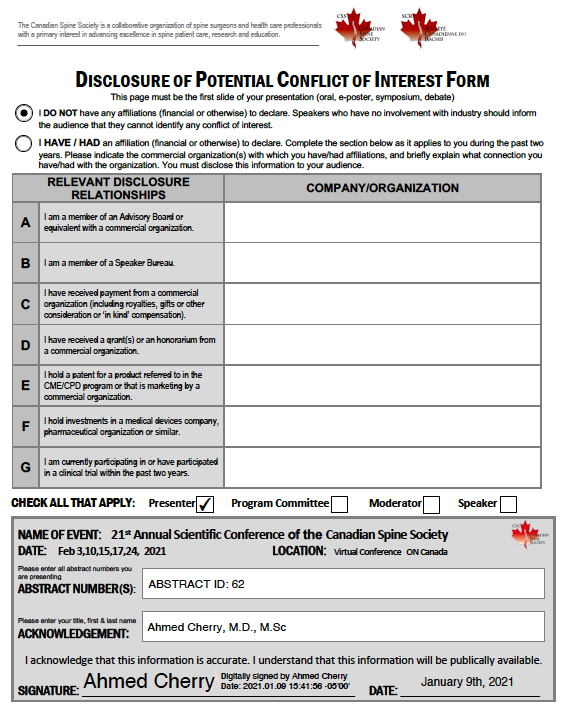 The Canadian Spine Society is a collaborative organization of spine surgeons and health care professionals
with a primary interest in advancing excellence in spine patient care, research and education.
CSS
CANADIAN
SPINE
SOCIETY
SCR
SOCIÉTÉ
CANADIENNE DU
RACHIS
DISCLOSURE OF POTENTIAL CONFLICT OF INTEREST FORM
This page must be the first slide of your presentation (oral, e-poster, symposium, debate)
I DO NOT have any affiliations (financial or otherwise) to declare. Speakers who have no involvement with industry should inform
the audience that they cannot identify any conflict of interest.
I HAVE / HAD an affiliation (financial or otherwise) to declare. Complete the section below as it applies to you during the past two
years. Please indicate the commercial organization(s) with which you have/had affiliations, and briefly explain what connection you
have/had with the organization. You must disclose this information to your audience.
RELEVANT DISCLOSURE
RELATIONSHIPS
COMPANY/ORGANIZATION
A
I am a member of an Advisory Board or
equivalent with a commercial organization.
B
I am a member of a Speaker Bureau.
C
I have received payment from a commercial
organization (including royalties, gifts or other
consideration or 'in kind' compensation).
D
I have received a grant(s) or an honorarium from
a commercial organization.
E
I hold a patent for a product referred to in the
CME/CPD program or that is marketing by a
commercial organization.
F
I hold investments in a medical devices company,
pharmaceutical organization or similar.
G
I am currently participating in or have participated
in a clinical trial within the past two years.
CHECK ALL THAT APPLY: Presenter Program Committee Moderator Speaker
NAME OF EVENT: 21st Annual Scientific Conference of the Canadian Spine Society
DATE: Feb 3,10,15,17,24, 2021 LOCATION: Virtual Conference ON Canada
Please enter all abstract numbers you
are presenting
ABSTRACT NUMBER(S): ABSTRACT ID: 62
Please enter your title, first & last name
ACKNOWLEDGEMENT: Ahmed Cherry, M.D., M.Sc
I acknowledge that this information is accurate. I understand that this information will be publically available.
SIGNATURE: Ahmed Cherry Digitally signed by Ahmed Cherry
Date: 2021.01.09 15:41:56 -05'00'
DATE: January 9th, 2021